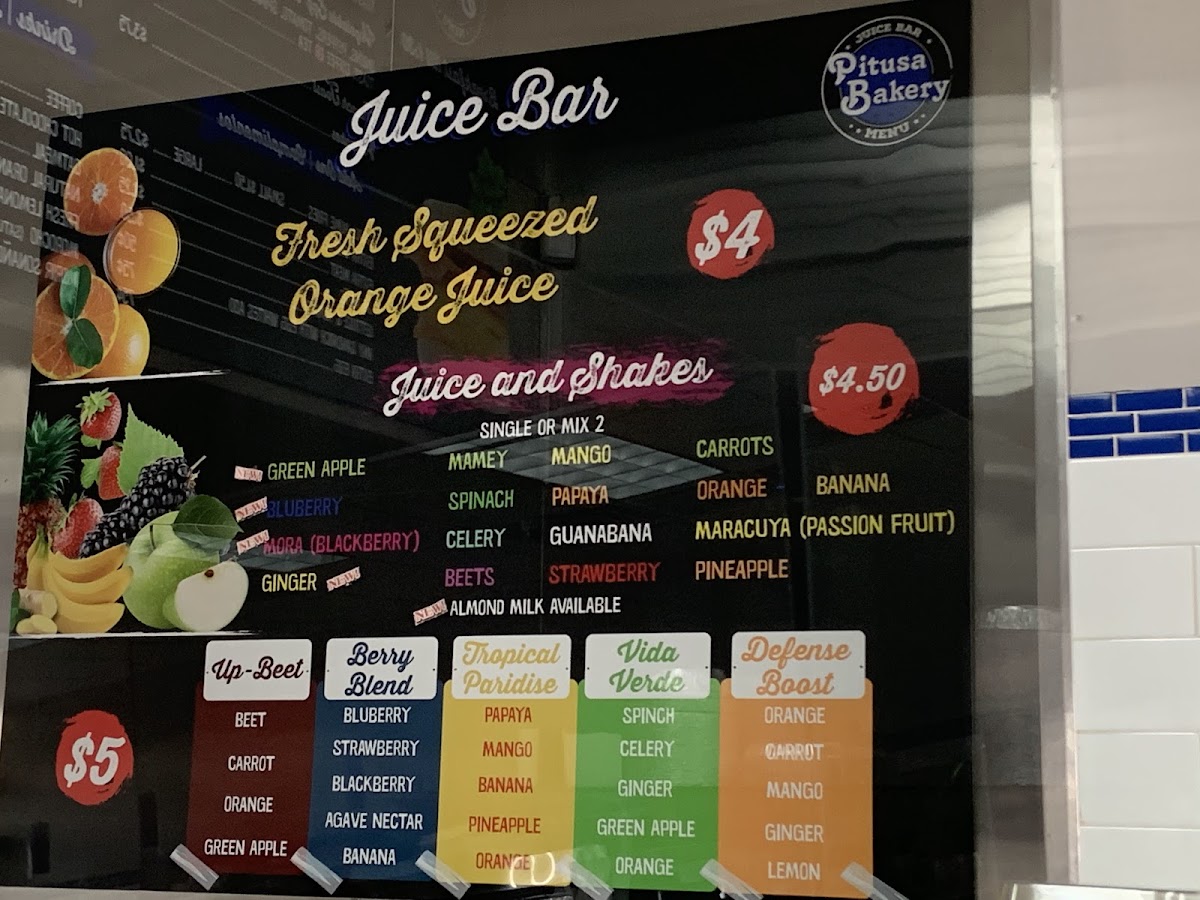 Juice Bar
JUICE BAR
Pitusa
Bakery
MENU
Fresh Squeezed
Orange Juice
$4
Juice and Shakes
$4.50
SINGLE OR MIX 2
NEW! GREEN APPLE
NEW! BLUBERRY
NEW! MORA (BLACKBERRY)
GINGER NEW!
MAMEY
SPINACH
CELERY
BEETS
MANGO
PAPAYA
GUANABANA
STRAWBERRY
CARROTS
ORANGE
BANANA
MARACUYA (PASSION FRUIT)
PINEAPPLE
NEW! ALMOND MILK AVAILABLE
$5
Up-Beet
BEET
CARROT
ORANGE
GREEN APPLE
Berry
Blend
BLUBERRY
STRAWBERRY
BLACKBERRY
AGAVE NECTAR
BANANA
Tropical
Paridise
PAPAYA
MANGO
BANANA
PINEAPPLE
ORANGE
Vida
Verde
SPINCH
CELERY
GINGER
GREEN APPLE
ORANGE
Defense
Boost
ORANGE
CARROT
MANGO
GINGER
LEMON